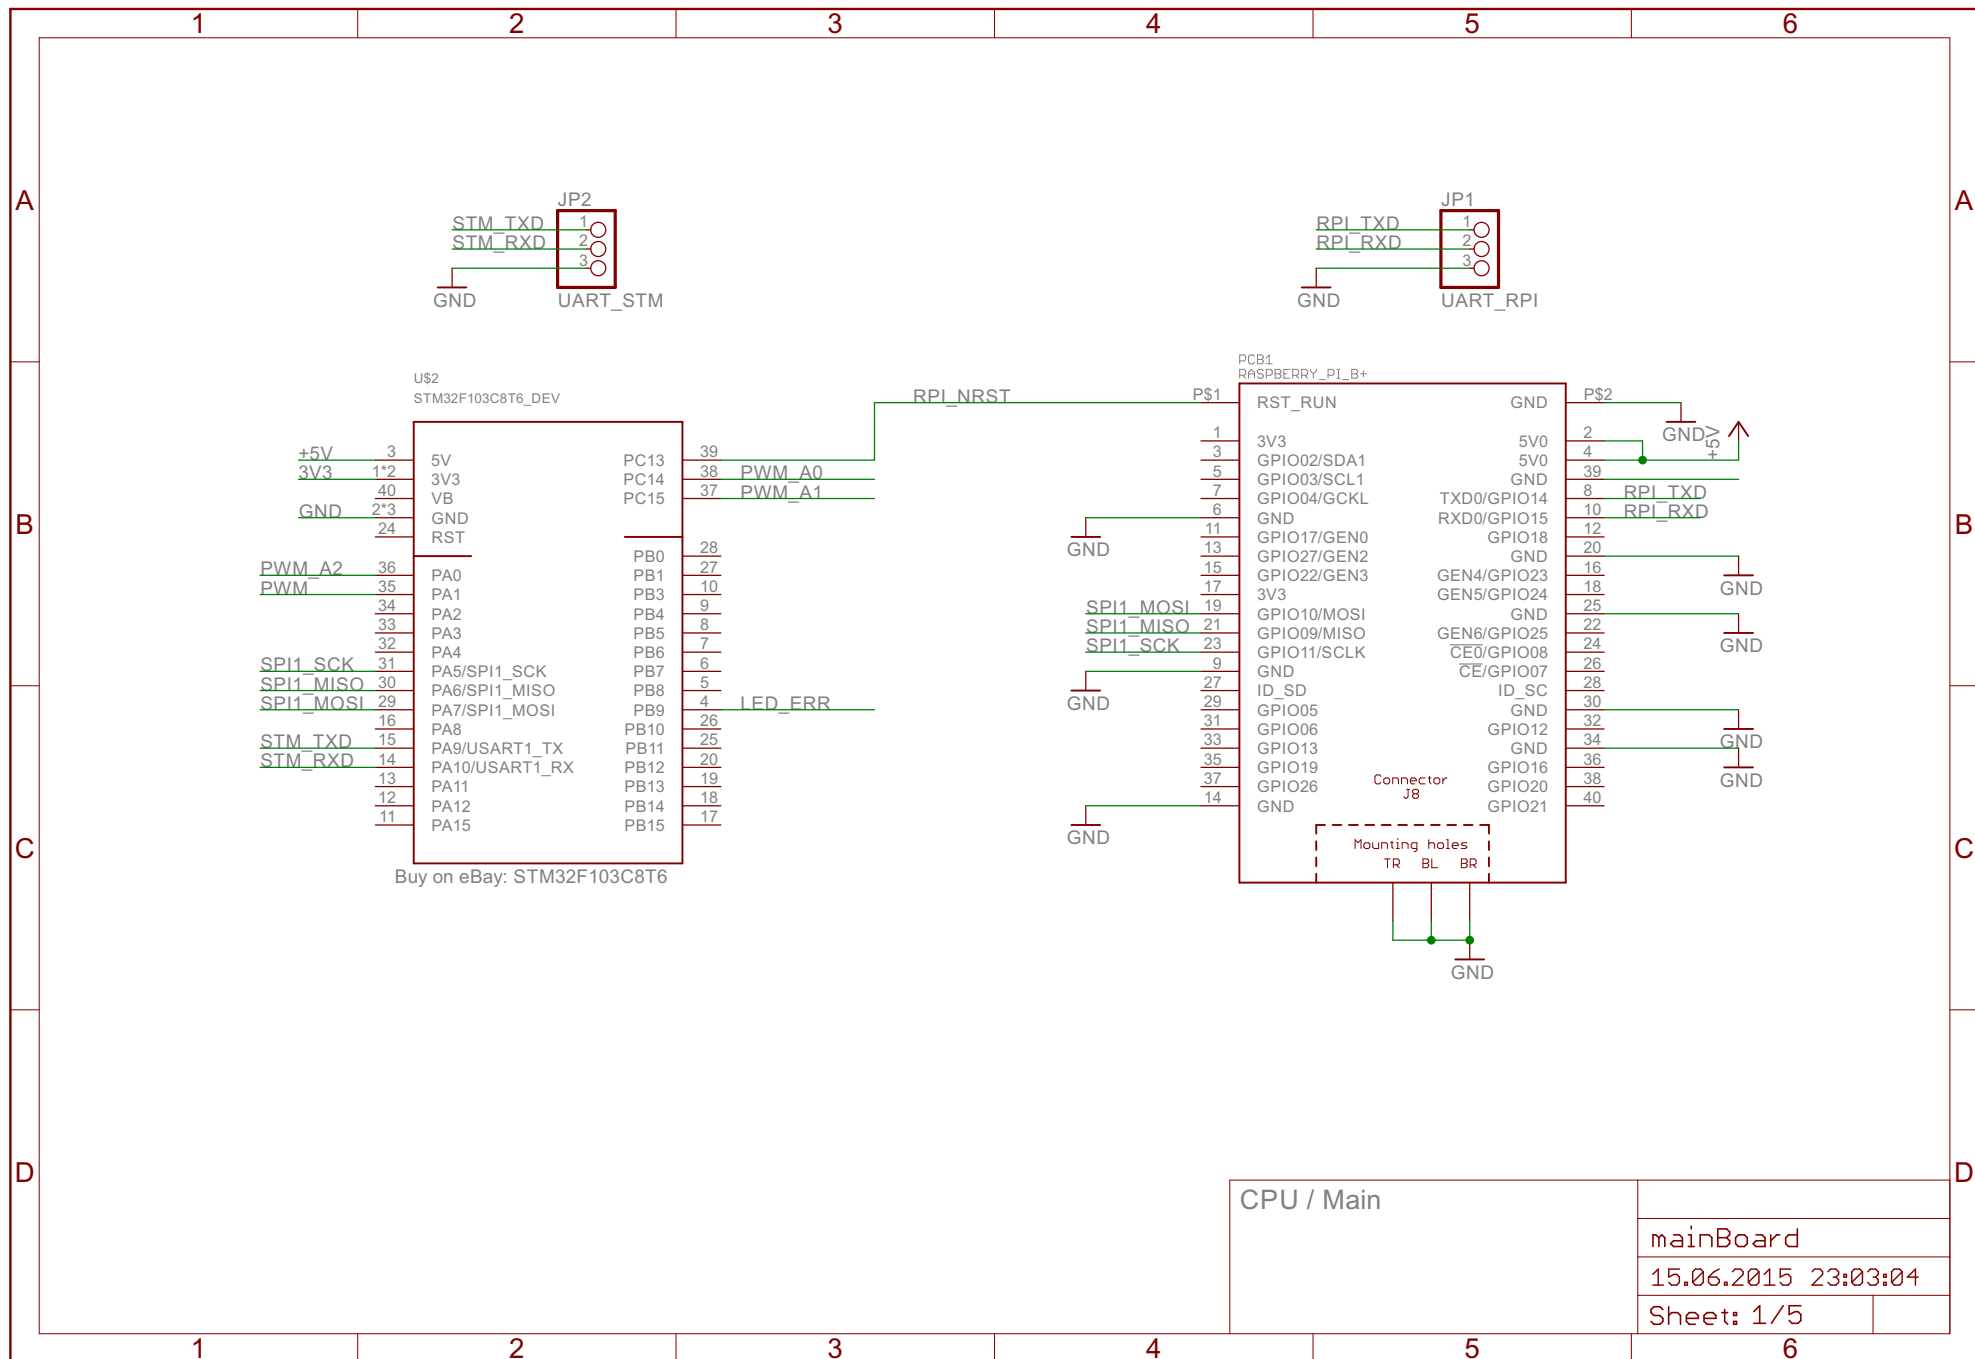 1 2 3 4 5 6
A A
JP2 JP1
STM_TXD 1 RPI_TXD 1
STM_RXD 2 RPI_RXD 2
3 3
GND UART_STM GND UART_RPI
PCB1
RASPBERRY_PI_B+
U$2
STM32F103C8T6_DEV
RPI_NRST P$1 RST_RUN GND P$2
GND
+5V
1 3V3 5V0 2
+5V 3 5V PC13 39
3 GPIO02/SDA1 5V0 4
3V3 1*2 3V3 PC14 38 PWM_A0
5 GPIO03/SCL1 GND 39
40 VB PC15 37 PWM_A1
7 GPIO04/GCKL TXD0/GPIO14 8 RPI_TXD
GND 2*3 GND
6 GND RXD0/GPIO15 10 RPI_RXD
GND
B B
24 RST
11 GPIO17/GEN0 GPIO18 12
PB0 28
13 GPIO27/GEN2 GND 20
GND
PWM_A2 36 PA0 PB1 27
15 GPIO22/GEN3 GEN4/GPIO23 16
PWM 35 PA1 PB3 10
17 3V3 GEN5/GPIO24 18
34 PA2 PB4 9
SPI1_MOSI 19 GPIO10/MOSI GND 25
GND
33 PA3 PB5 8
SPI1_MISO 21 GPIO09/MISO GEN6/GPIO25 22
32 PA4 PB6 7
SPI1_SCK 23 GPIO11/SCLK CE0/GPIO08 24
SPI1_SCK 31 PA5/SPI1_SCK PB7 6
9 GND CE/GPIO07 26
GND
SPI1_MISO 30 PA6/SPI1_MISO PB8 5
27 ID_SD ID_SC 28
SPI1_MOSI 29 PA7/SPI1_MOSI PB9 4 LED_ERR
29 GPIO05 GND 30
GND
16 PA8 PB10 26
31 GPIO06 GPIO12 32
STM_TXD 15 PA9/USART1_TX PB11 25
33 GPIO13 GND 34
GND
STM_RXD 14 PA10/USART1_RX PB12 20
35 GPIO19 GPIO16 36
13 PA11 PB13 19
37 GPIO26 GPIO20 38
12 PA12 PB14 18
14 GND GPIO21 40
GND
11 PA15 PB15 17
Connector
J8
C C
Mounting holes
TR BL BR
GND
Buy on eBay: STM32F103C8T6
D D
CPU / Main
mainBoard
15.06.2015 23:03:04
Sheet: 1/5
1 2 3 4 5 6